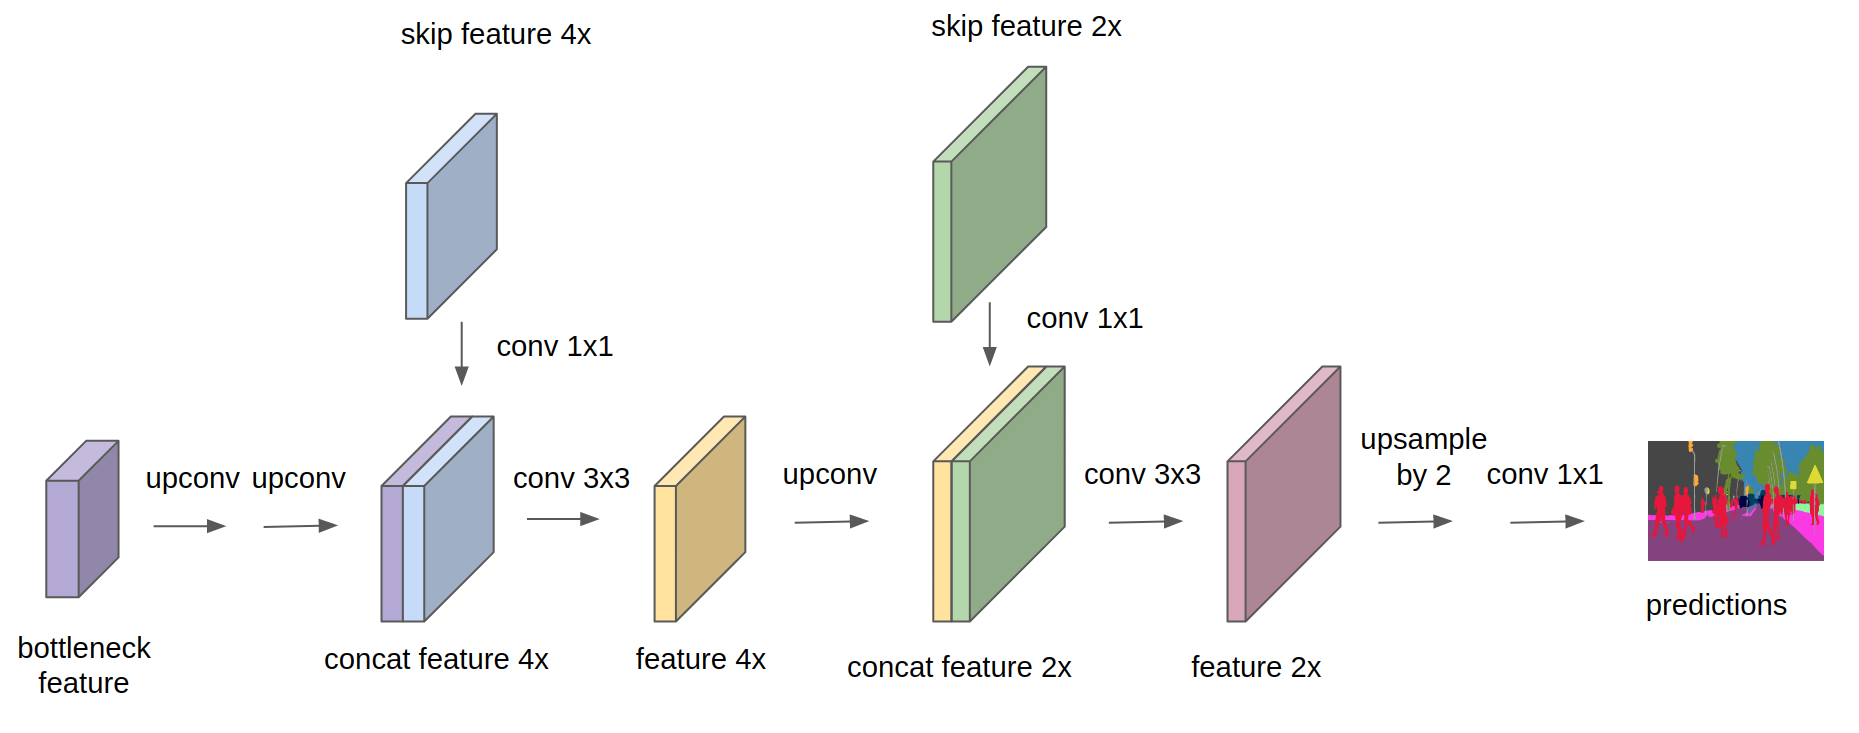 skip feature 4x
skip feature 2x
conv 1x1
conv 1x1
bottleneck
feature
upconv
upconv
concat feature 4x
conv 3x3
feature 4x
upconv
concat feature 2x
conv 3x3
feature 2x
upsample
by 2
conv 1x1
predictions